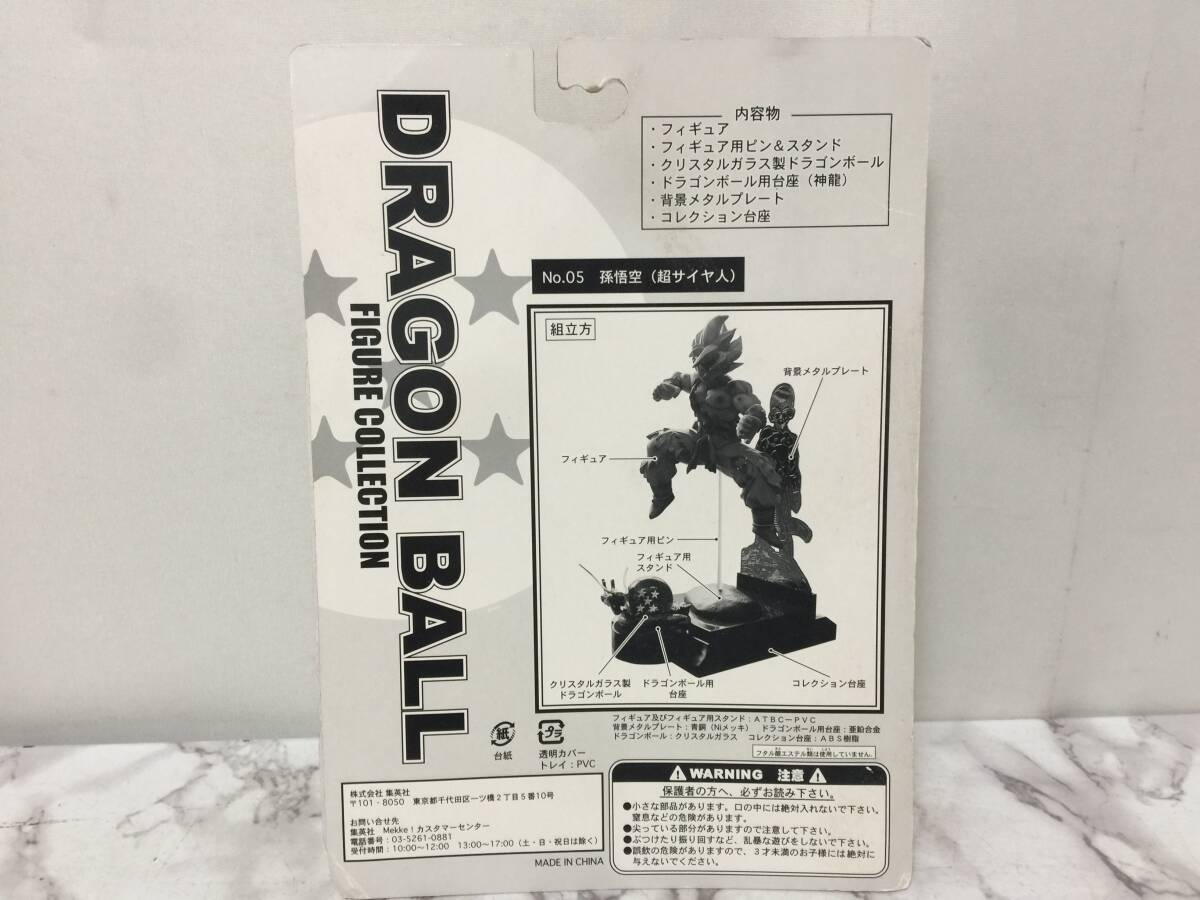 DRAGON BALL
FIGURE COLLECTION
内容物
・フィギュア
・フィギュア用ピン＆スタンド
・クリスタルガラス製ドラゴンボール
・ドラゴンボール用台座（神龍）
・背景メタルプレート
・コレクション台座
No.05 孫悟空（超サイヤ人）
組立方
背景メタルプレート
フィギュア
フィギュア用ピン
フィギュア用
スタンド
クリスタルガラス製
ドラゴンボール
ドラゴンボール用
台座
コレクション台座
フィギュア及びフィギュア用スタンド：ATBC－PVC
背景メタルプレート：青銅（Niメッキ） ドラゴンボール用台座：亜鉛合金
ドラゴンボール：クリスタルガラス コレクション台座：ABS樹脂
フタル酸エステル類は使用していません。
紙
台紙
プラ
透明カバー
トレイ：PVC
株式会社 集英社
〒101-8050 東京都千代田区一ツ橋2丁目5番10号
お問い合せ先
集英社 Mekke！カスタマーセンター
電話番号：03-5261-0881
受付時間：10:00～12:00 13:00～17:00（土・日・祝日は除く）
MADE IN CHINA
WARNING 注意
保護者の方へ、必ずお読み下さい。
●小さな部品があります。口の中には絶対入れないで下さい。
窒息などの危険があります。
●尖っている部分がありますので注意して下さい。
●ぶつけたり振り回すなど、乱暴な遊びをしないで下さい。
●誤飲の危険がありますので、3才未満のお子様には絶対に
与えないでください。